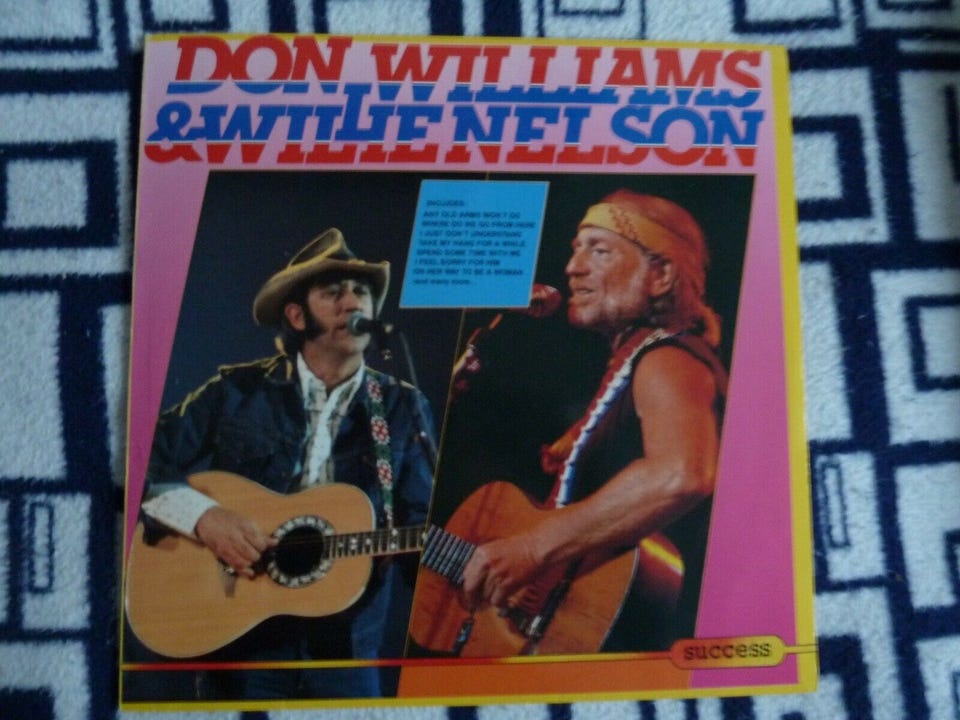 DON WILLIAMS
& WILLIE NELSON
INCLUDES:
ANY OLD ARMS WON'T DO
WHERE DO WE GO FROM HERE
I JUST DON'T UNDERSTAND
TAKE MY HAND FOR A WHILE
SPEND SOME TIME WITH ME
I FEEL SORRY FOR HIM
ON HER WAY TO BE A WOMAN
and many more...
success